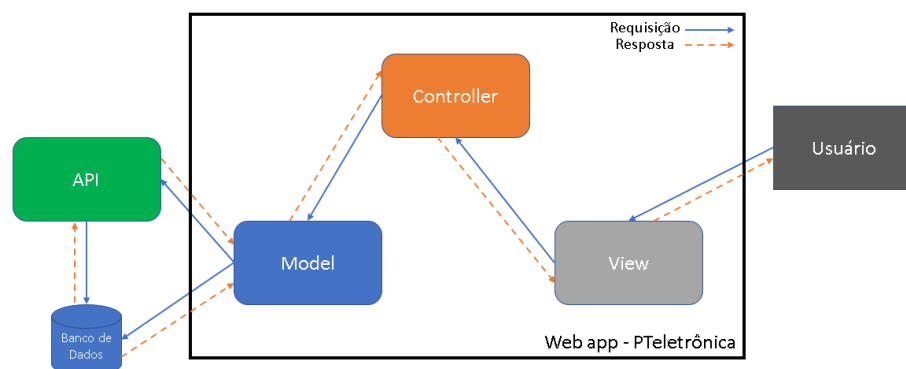 Requisição
Resposta
Controller
Usuário
API
Model
View
Banco de
Dados
Web app - PTeletrônica